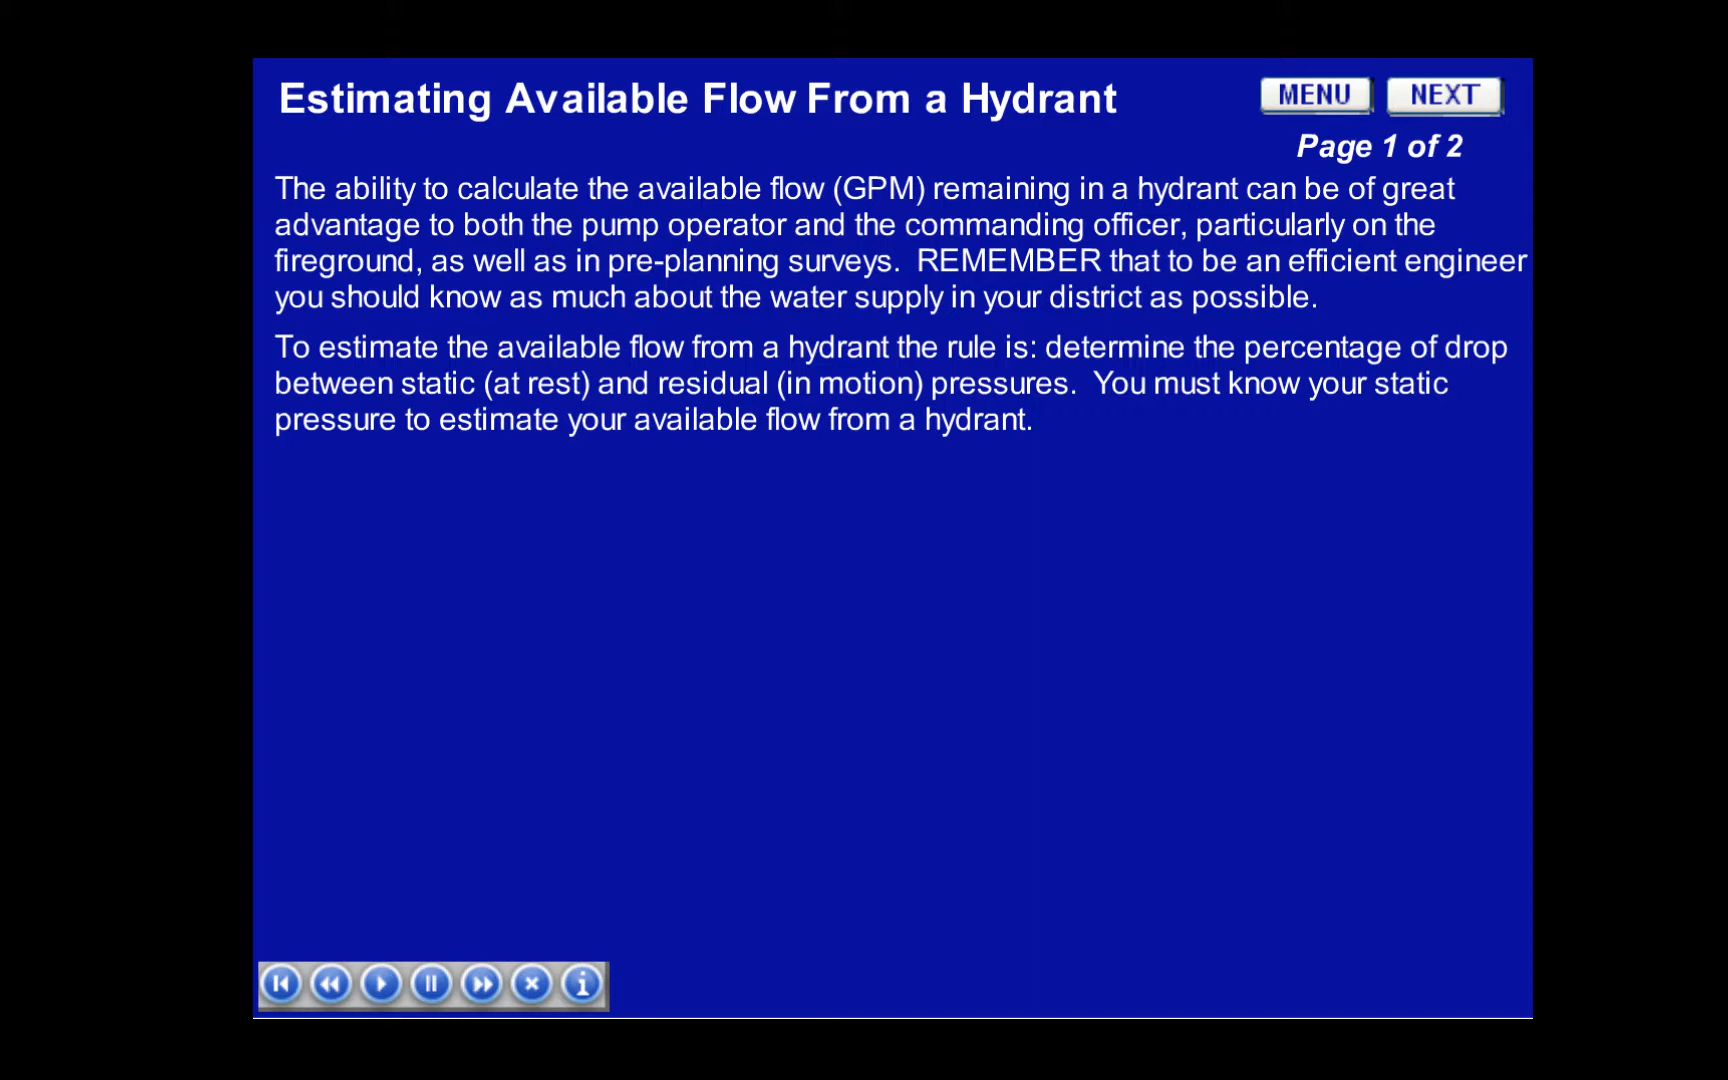 Estimating Available Flow From a Hydrant
MENU NEXT
Page 1 of 2
The ability to calculate the available flow (GPM) remaining in a hydrant can be of great
advantage to both the pump operator and the commanding officer, particularly on the
fireground, as well as in pre-planning surveys.  REMEMBER that to be an efficient engineer
you should know as much about the water supply in your district as possible.
To estimate the available flow from a hydrant the rule is: determine the percentage of drop
between static (at rest) and residual (in motion) pressures.  You must know your static
pressure to estimate your available flow from a hydrant.